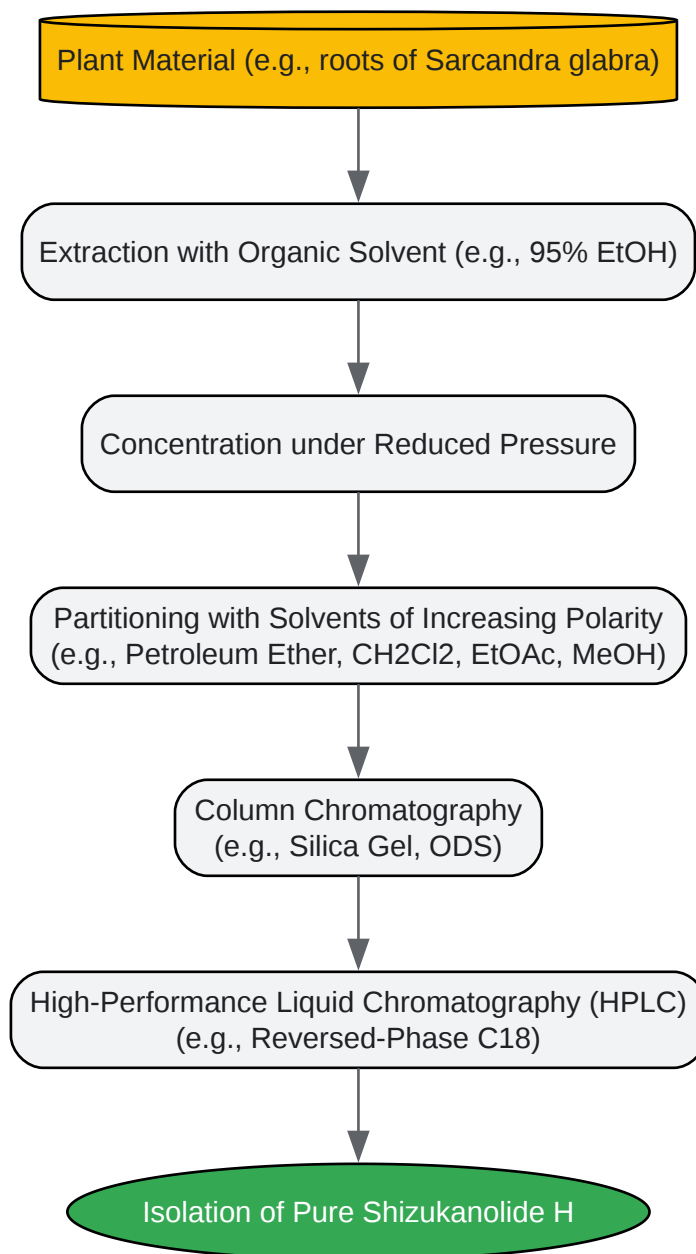 Plant Material (e.g., roots of Sarcandra glabra)
Extraction with Organic Solvent (e.g., 95% EtOH)
Concentration under Reduced Pressure
Partitioning with Solvents of Increasing Polarity
(e.g., Petroleum Ether, CH2Cl2, EtOAc, MeOH)
Column Chromatography
(e.g., Silica Gel, ODS)
High-Performance Liquid Chromatography (HPLC)
(e.g., Reversed-Phase C18)
Isolation of Pure Shizukanolide H